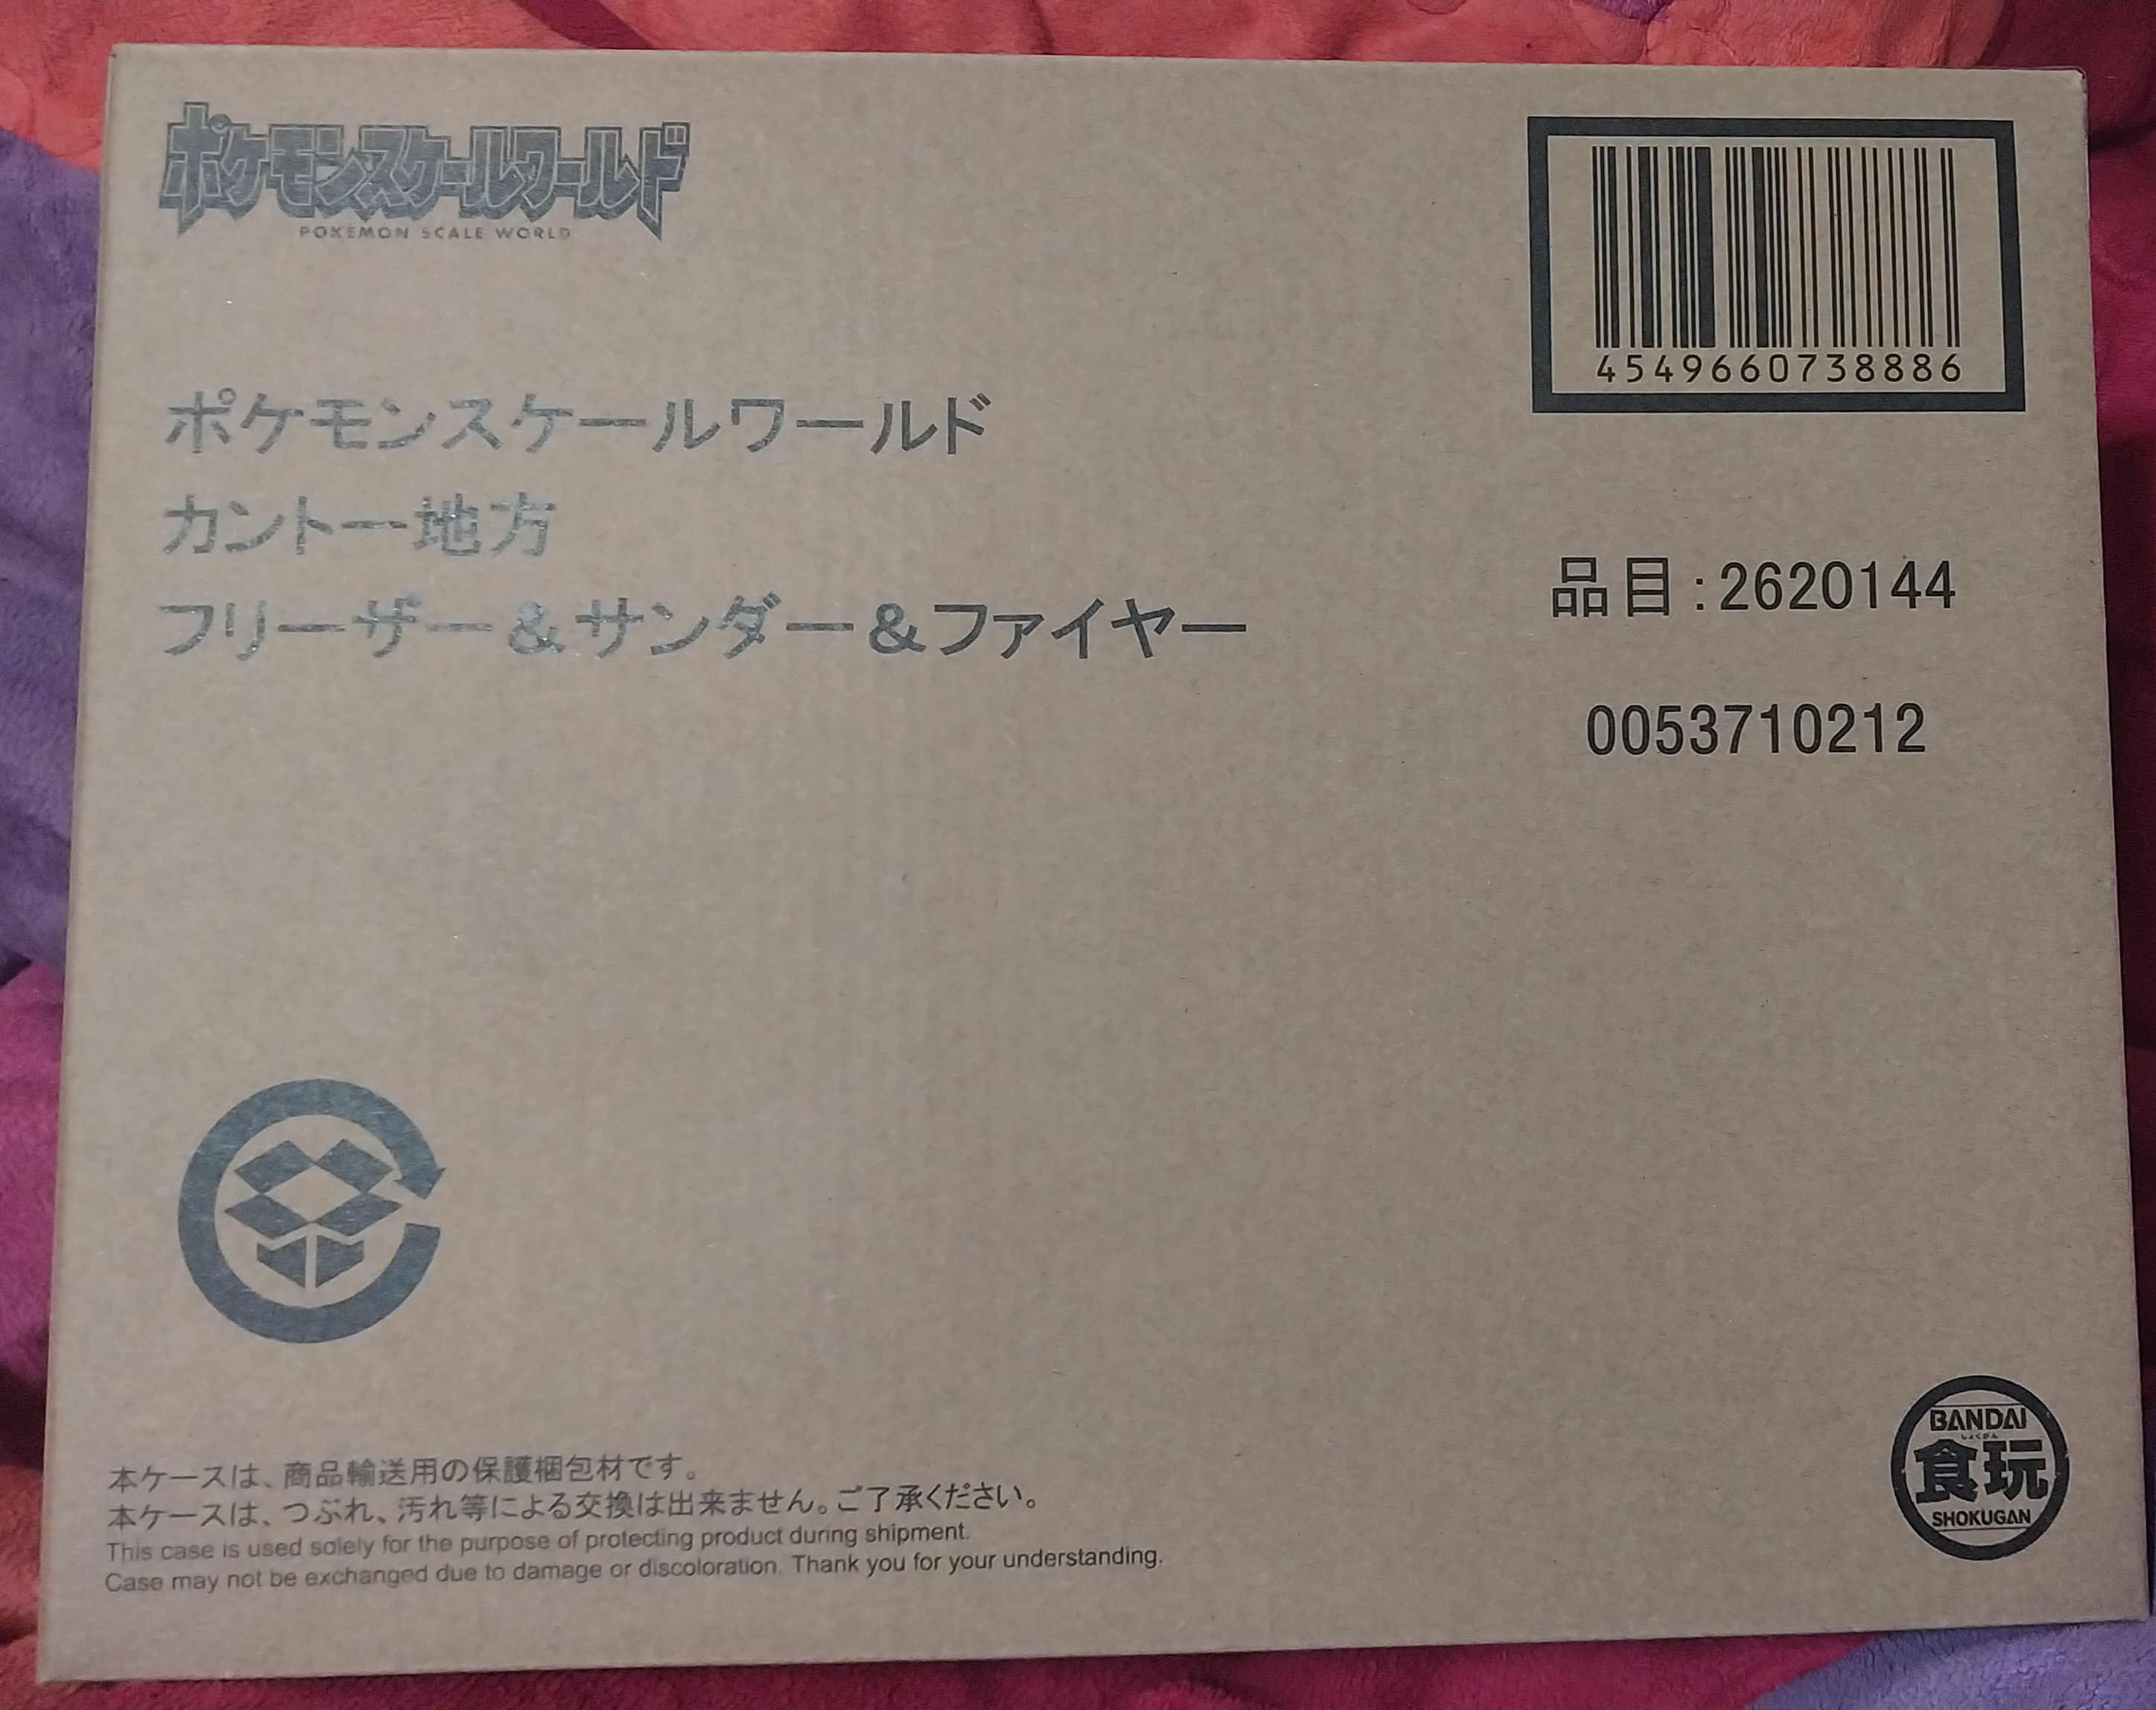 ポケモンスケールワールド
POKÉMON SCALE WORLD
4549660738886
ポケモンスケールワールド
カントー地方
フリーザー&サンダー&ファイヤー
品目:2620144
0053710212
BANDAI
しょくがん
食玩
SHOKUGAN
本ケースは、商品輸送用の保護梱包材です。
本ケースは、つぶれ、汚れ等による交換は出来ません。ご了承ください。
This case is used solely for the purpose of protecting product during shipment.
Case may not be exchanged due to damage or discoloration. Thank you for your understanding.